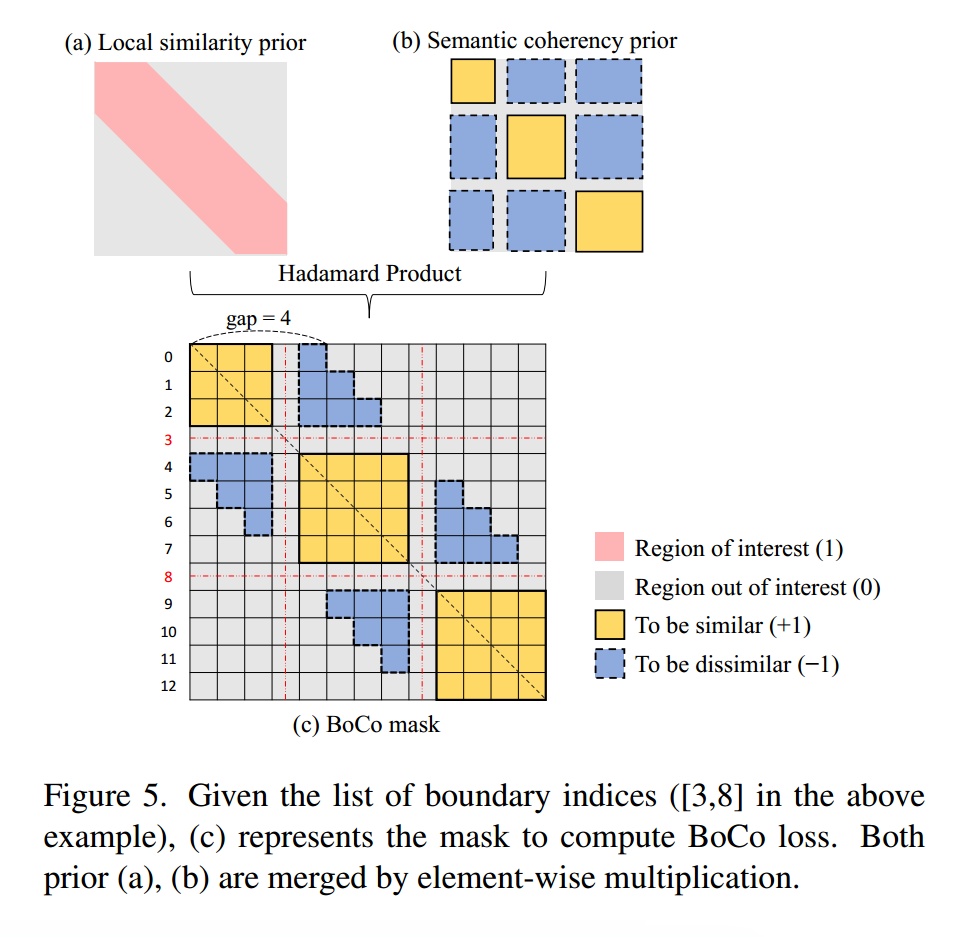 (a) Local similarity prior
(b) Semantic coherency prior
Hadamard Product
gap = 4
0
1
2
3
4
5
6
7
8
9
10
11
12
Region of interest (1)
Region out of interest (0)
To be similar (+1)
To be dissimilar (−1)
(c) BoCo mask
Figure 5. Given the list of boundary indices ([3,8] in the above
example), (c) represents the mask to compute BoCo loss. Both
prior (a), (b) are merged by element-wise multiplication.